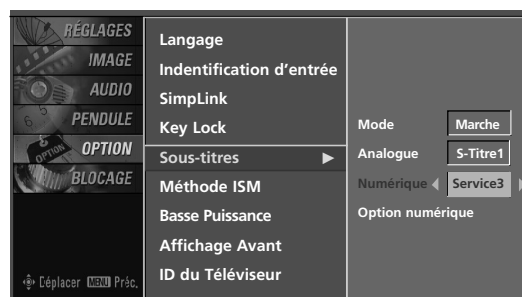 RÉGLAGES
IMAGE
AUDIO
PENDULE
OPTION
BLOCAGE
Déplacer MENU Préc.
Langage
Indentification d'entrée
SimpLink
Key Lock
Sous-titres
Méthode ISM
Basse Puissance
Affichage Avant
ID du Téléviseur
Mode Marche
Analogue S-Titre1
Numérique Service3
Option numérique